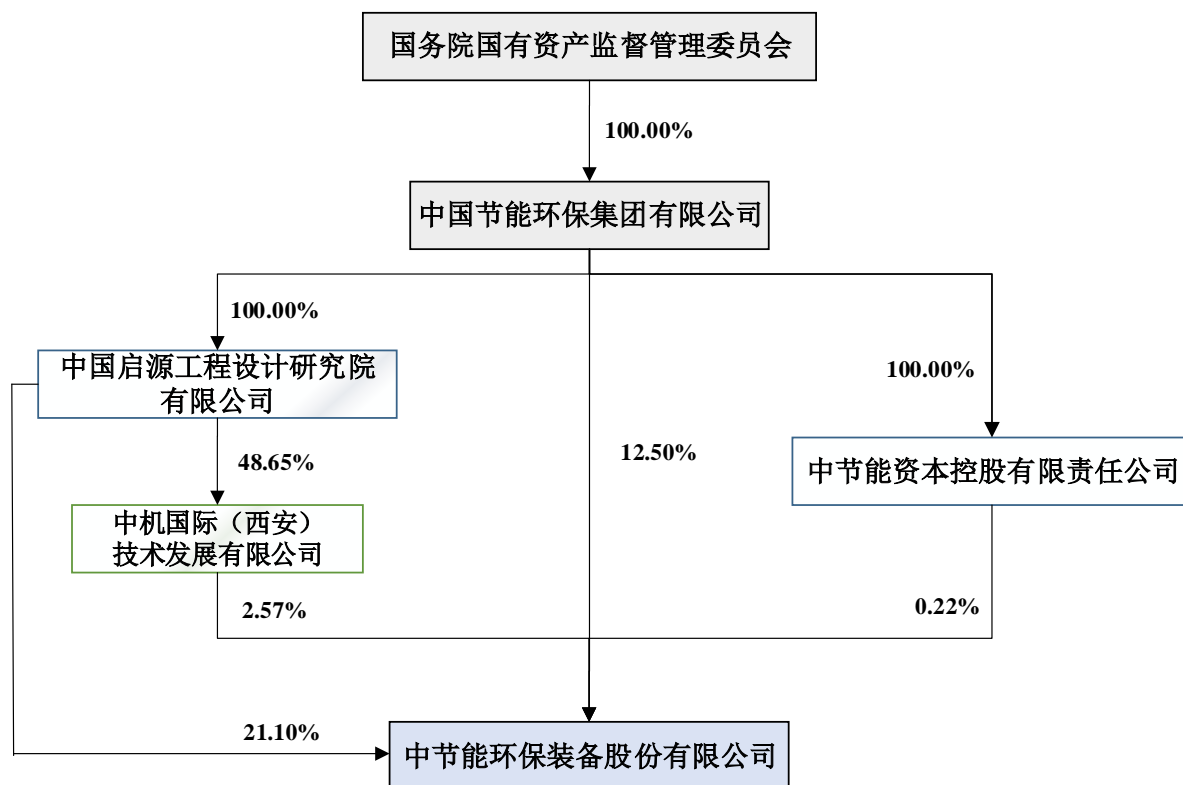 国务院国有资产监督管理委员会
100.00%
中国节能环保集团有限公司
100.00%
中国启源工程设计研究院
有限公司
100.00%
48.65%
12.50%
中节能资本控股有限责任公司
中机国际（西安）
技术发展有限公司
2.57%
0.22%
21.10%
中节能环保装备股份有限公司